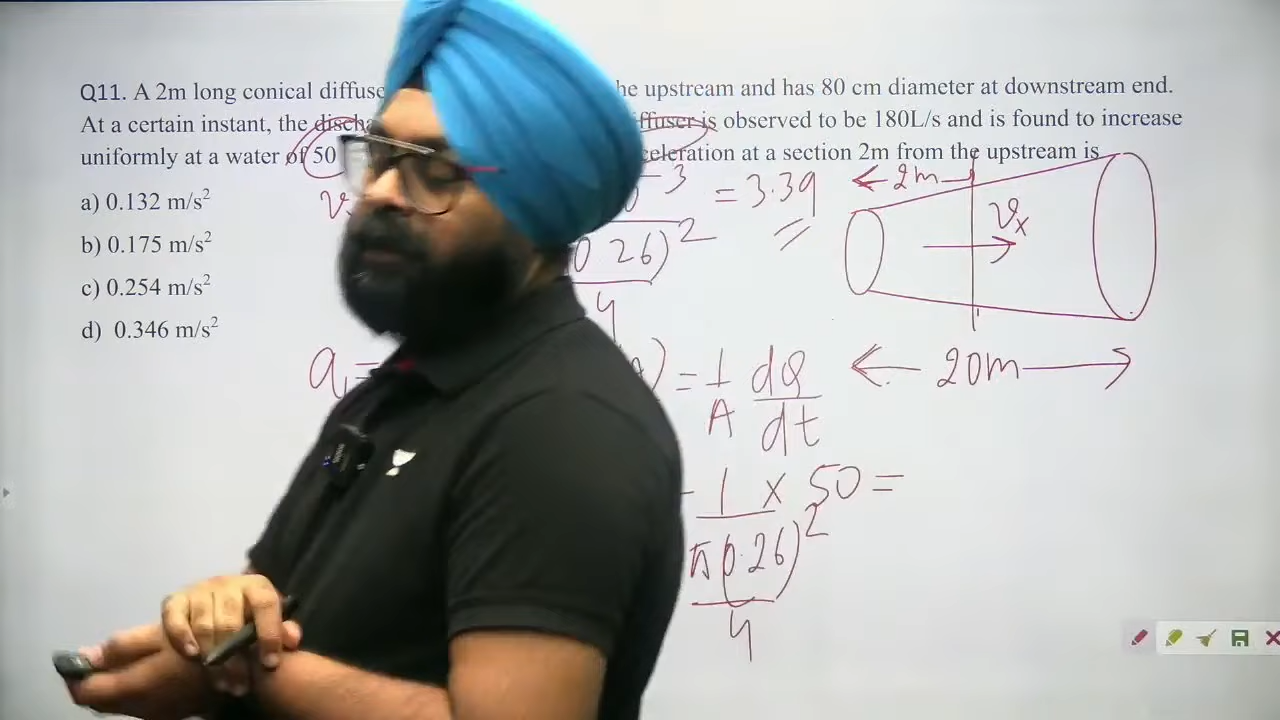 Q11. A 2m long conical diffuse he upstream and has 80 cm diameter at downstream end.
At a certain instant, the discha ffuser is observed to be 180L/s and is found to increase
uniformly at a water of 50 celeration at a section 2m from the upstream is
a) 0.132 m/s²
b) 0.175 m/s²
c) 0.254 m/s²
d) 0.346 m/s²
-3
= 3.39
0.26)²
4
a =
) = 1/A dQ/dt
1 × 50 =
π(0.26)²
4
2m
Vx
20m